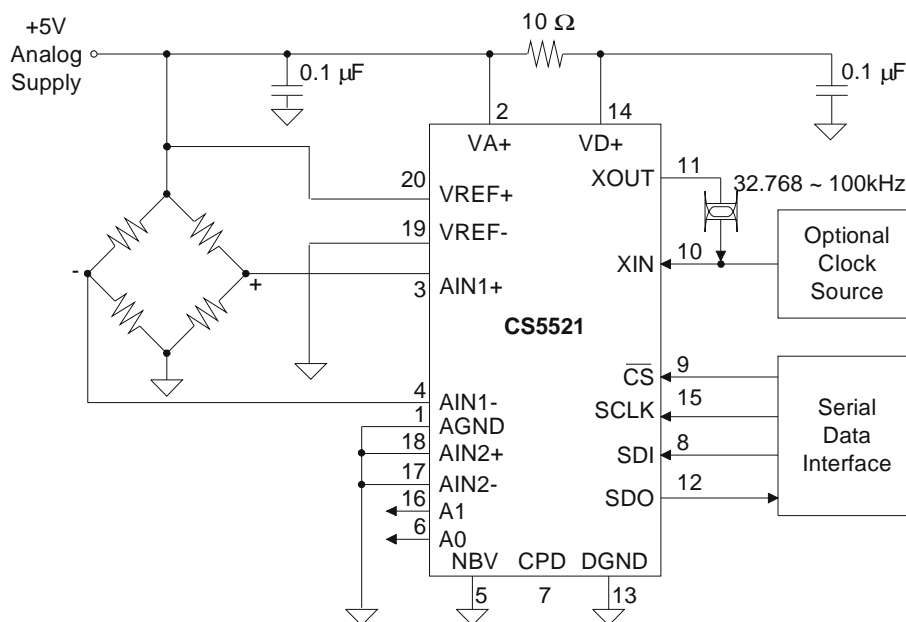 +5V
Analog
Supply
10 Ω
0.1 µF
0.1 µF
2
14
VA+
VD+
20
VREF+
19
VREF-
-
+
3
AIN1+
CS5521
XOUT
11
32.768 ~ 100kHz
XIN
10
Optional
Clock
Source
4
AIN1-
1
AGND
18
AIN2+
17
AIN2-
16
A1
6
A0
CS
9
SCLK
15
SDI
8
SDO
12
Serial
Data
Interface
NBV
CPD
DGND
5
7
13